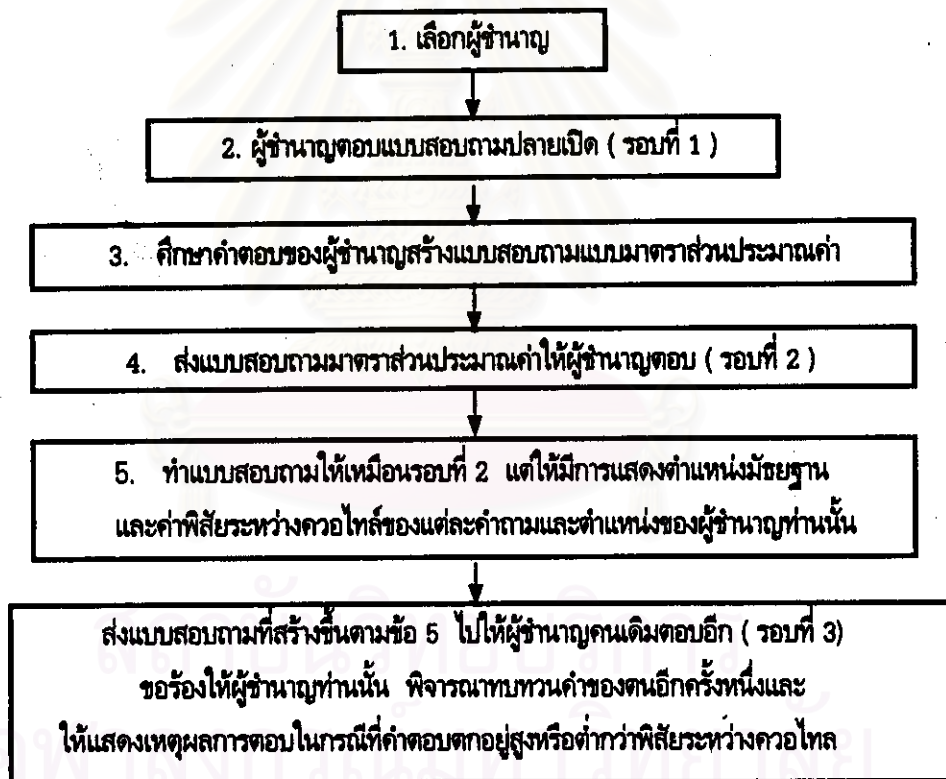 1. เลือกผู้ชำนาญ
2. ผู้ชำนาญตอบแบบสอบถามปลายเปิด ( รอบที่ 1 )
3. ศึกษาคำตอบของผู้ชำนาญสร้างแบบสอบถามแบบมาตราส่วนประมาณค่า
4. ส่งแบบสอบถามมาตราส่วนประมาณค่าให้ผู้ชำนาญตอบ ( รอบที่ 2 )
5. ทำแบบสอบถามให้เหมือนรอบที่ 2 แต่ให้มีการแสดงตำแหน่งมัธยฐาน
และค่าพิสัยระหว่างควอไทล์ของแต่ละคำถามและตำแหน่งของผู้ชำนาญท่านนั้น
ส่งแบบสอบถามที่สร้างขึ้นตามข้อ 5 ไปให้ผู้ชำนาญคนเดิมตอบอีก ( รอบที่ 3)
ขอร้องให้ผู้ชำนาญท่านนั้น พิจารณาทบทวนคำของตนอีกครั้งหนึ่งและ
ให้แสดงเหตุผลการตอบในกรณีที่คำตอบตกอยู่สูงหรือต่ำกว่าพิสัยระหว่างควอไทล